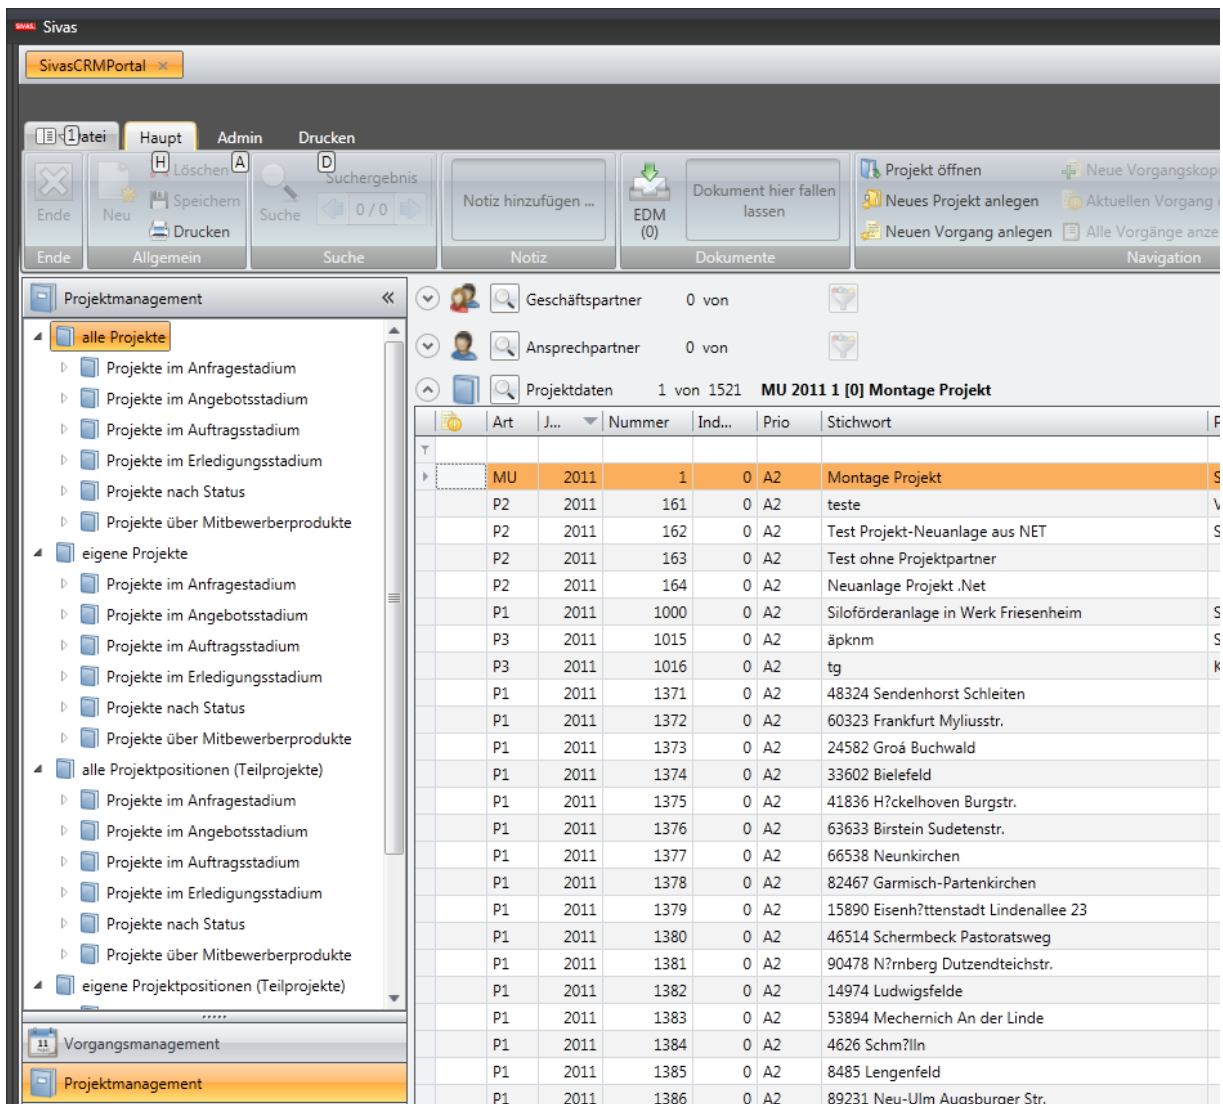 SIVAS. Sivas
SivasCRMPortal ×
1 atei Haupt Admin Drucken
H A D
Ende Neu Löschen Speichern Drucken
Suche Suchergebnis 0 / 0
Notiz hinzufügen ...
EDM (0)
Dokument hier fallen lassen
Projekt öffnen
Neues Projekt anlegen
Neuen Vorgang anlegen
Neue Vorgangskop
Aktuellen Vorgang
Alle Vorgänge anze
Ende Allgemein Suche Notiz Dokumente Navigation
Projektmanagement «
alle Projekte
Projekte im Anfragestadium
Projekte im Angebotsstadium
Projekte im Auftragsstadium
Projekte im Erledigungsstadium
Projekte nach Status
Projekte über Mitbewerberprodukte
eigene Projekte
Projekte im Anfragestadium
Projekte im Angebotsstadium
Projekte im Auftragsstadium
Projekte im Erledigungsstadium
Projekte nach Status
Projekte über Mitbewerberprodukte
alle Projektpositionen (Teilprojekte)
Projekte im Anfragestadium
Projekte im Angebotsstadium
Projekte im Auftragsstadium
Projekte im Erledigungsstadium
Projekte nach Status
Projekte über Mitbewerberprodukte
eigene Projektpositionen (Teilprojekte)
11 Vorgangsmanagement
Projektmanagement
Geschäftspartner 0 von
Ansprechpartner 0 von
Projektdaten 1 von 1521 MU 2011 1 [0] Montage Projekt
Art J... Nummer Ind... Prio Stichwort P
MU 2011 1 0 A2 Montage Projekt S
P2 2011 161 0 A2 teste V
P2 2011 162 0 A2 Test Projekt-Neuanlage aus NET S
P2 2011 163 0 A2 Test ohne Projektpartner
P2 2011 164 0 A2 Neuanlage Projekt .Net
P1 2011 1000 0 A2 Siloförderanlage in Werk Friesenheim S
P3 2011 1015 0 A2 äpknm S
P3 2011 1016 0 A2 tg K
P1 2011 1371 0 A2 48324 Sendenhorst Schleiten
P1 2011 1372 0 A2 60323 Frankfurt Myliusstr.
P1 2011 1373 0 A2 24582 Groá Buchwald
P1 2011 1374 0 A2 33602 Bielefeld
P1 2011 1375 0 A2 41836 H?ckelhoven Burgstr.
P1 2011 1376 0 A2 63633 Birstein Sudetenstr.
P1 2011 1377 0 A2 66538 Neunkirchen
P1 2011 1378 0 A2 82467 Garmisch-Partenkirchen
P1 2011 1379 0 A2 15890 Eisenh?ttenstadt Lindenallee 23
P1 2011 1380 0 A2 46514 Schermbeck Pastoratsweg
P1 2011 1381 0 A2 90478 N?rnberg Dutzendteichstr.
P1 2011 1382 0 A2 14974 Ludwigsfelde
P1 2011 1383 0 A2 53894 Mechernich An der Linde
P1 2011 1384 0 A2 4626 Schm?lln
P1 2011 1385 0 A2 8485 Lengenfeld
P1 2011 1386 0 A2 89231 Neu-Ulm Augsburger Str.